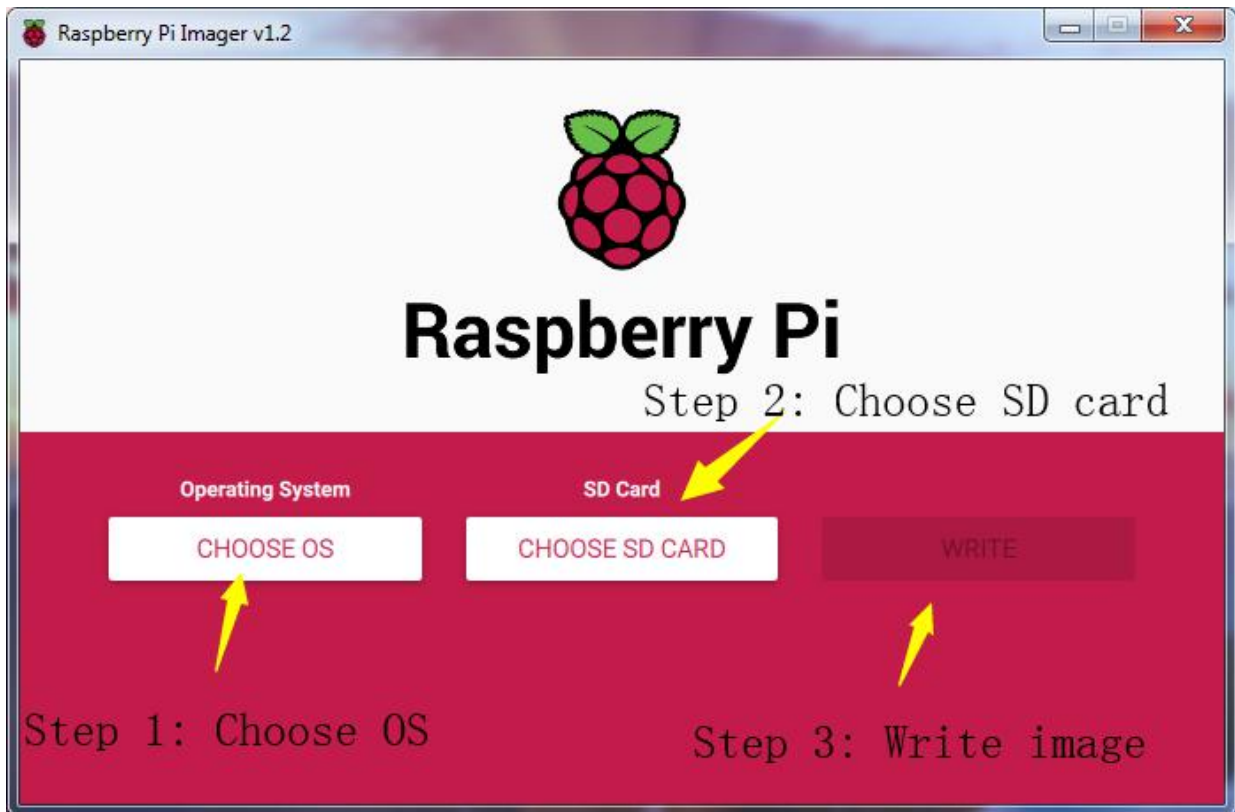 Raspberry Pi Imager v1.2
Raspberry Pi
Step 2: Choose SD card
Operating System
SD Card
CHOOSE OS
CHOOSE SD CARD
WRITE
Step 1: Choose OS
Step 3: Write image